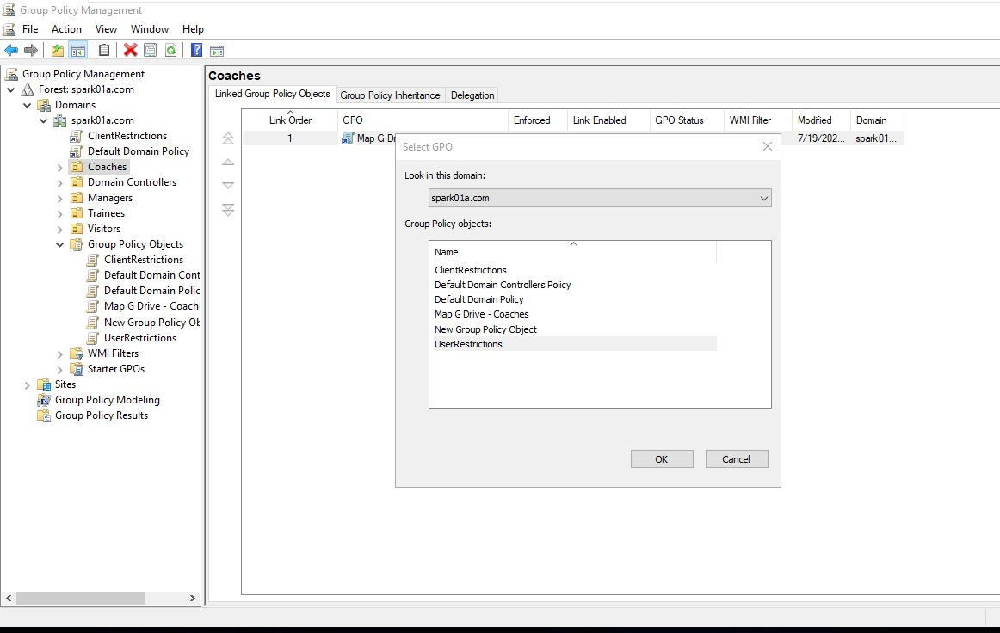 Group Policy Management
File Action View Window Help
Group Policy Management
Forest: spark01a.com
Domains
spark01a.com
ClientRestrictions
Default Domain Policy
Coaches
Domain Controllers
Managers
Trainees
Visitors
Group Policy Objects
ClientRestrictions
Default Domain Cont
Default Domain Polic
Map G Drive - Coach
New Group Policy Ob
UserRestrictions
WMI Filters
Starter GPOs
Sites
Group Policy Modeling
Group Policy Results
Coaches
Linked Group Policy Objects Group Policy Inheritance Delegation
Link Order GPO Enforced Link Enabled GPO Status WMI Filter Modified Domain
1 Map G Dr 7/19/202... spark01...
Select GPO
Look in this domain:
spark01a.com
Group Policy objects:
Name
ClientRestrictions
Default Domain Controllers Policy
Default Domain Policy
Map G Drive - Coaches
New Group Policy Object
UserRestrictions
OK Cancel